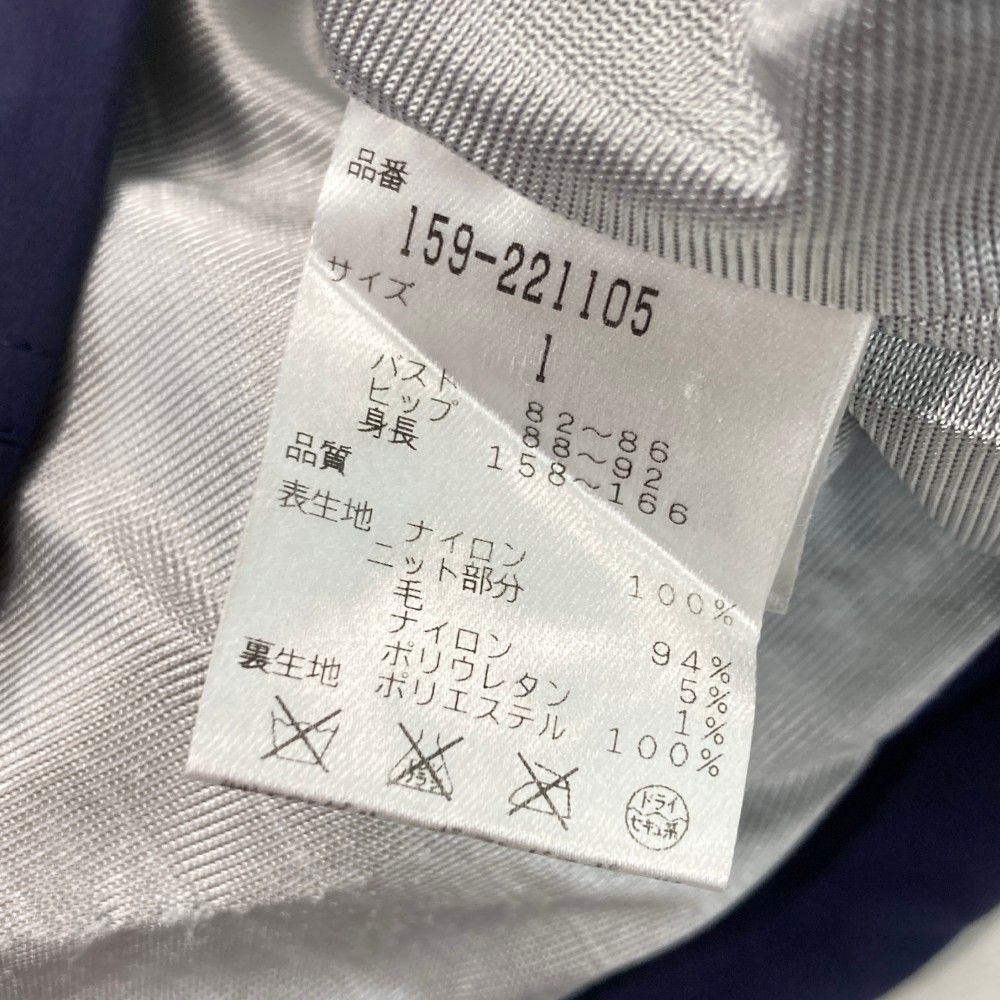 品番
159-221105
サイズ
1
バスト 82〜86
ヒップ 88〜92
身長 158〜166
品質
表生地 ナイロン 100%
ニット部分
毛 94%
ナイロン 5%
ポリウレタン 1%
裏生地 ポリエステル 100%
ドライ
セキユ系